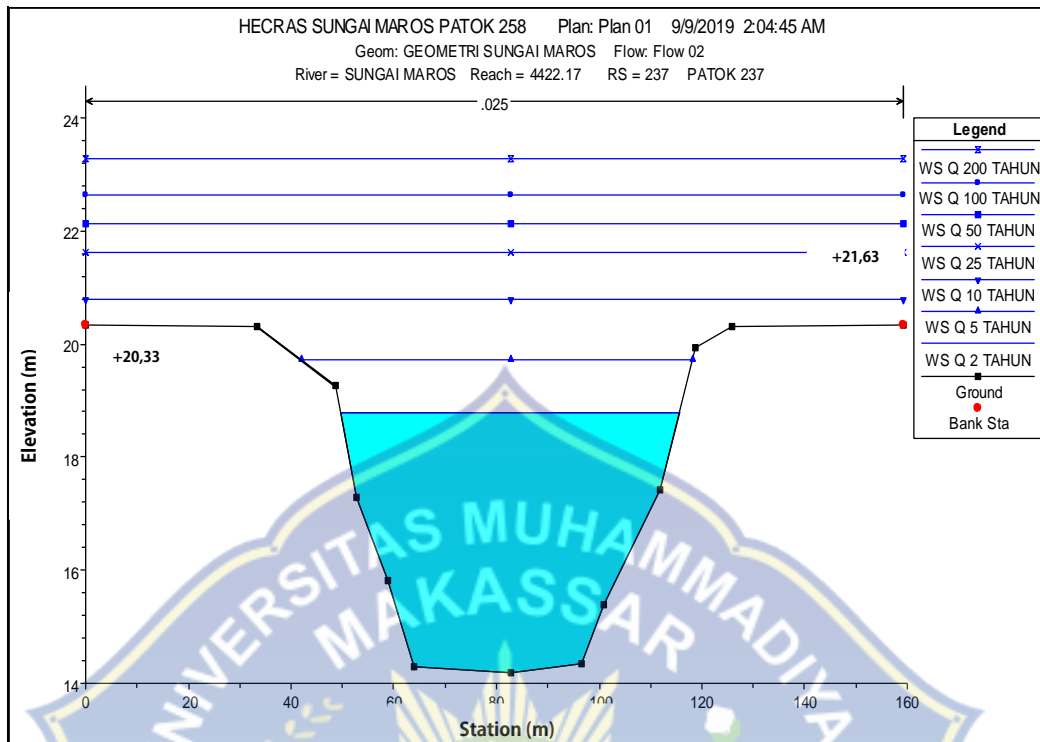 HECRAS SUNGAI MAROS PATOK 258 Plan: Plan 01 9/9/2019 2:04:45 AM
Geom: GEOMETRI SUNGAI MAROS Flow: Flow 02
River = SUNGAI MAROS Reach = 4422.17 RS = 237 PATOK 237
.025
24
22
20
18
16
14
Elevation (m)
+21,63
+20,33
0
20
40
60
80
100
120
140
160
Station (m)
Legend
WS Q 200 TAHUN
WS Q 100 TAHUN
WS Q 50 TAHUN
WS Q 25 TAHUN
WS Q 10 TAHUN
WS Q 5 TAHUN
WS Q 2 TAHUN
Ground
Bank Sta
UNIVERSITAS MUHAMMADIYAH
MAKASSAR